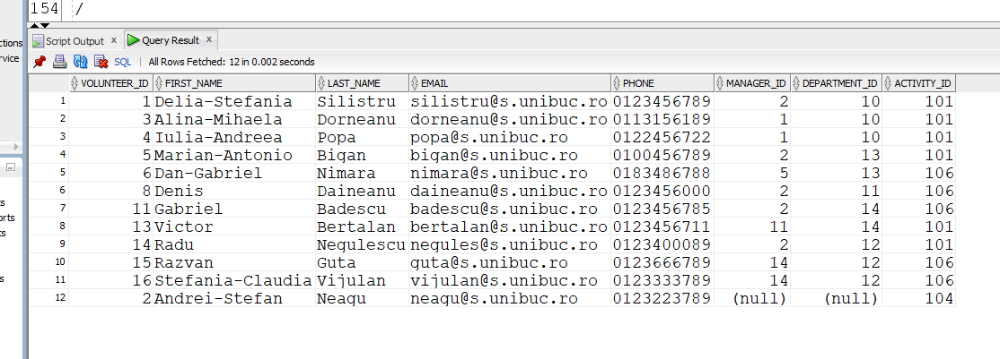 154 /
ctions
ervice
Script Output x Query Result x
SQL | All Rows Fetched: 12 in 0.002 seconds
VOLUNTEER_ID FIRST_NAME LAST_NAME EMAIL PHONE MANAGER_ID DEPARTMENT_ID ACTIVITY_ID
1 1 Delia-Stefania Silistru silistru@s.unibuc.ro 0123456789 2 10 101
2 3 Alina-Mihaela Dorneanu dorneanu@s.unibuc.ro 0113156189 1 10 101
3 4 Iulia-Andreea Popa popa@s.unibuc.ro 0122456722 1 10 101
4 5 Marian-Antonio Bigan bigan@s.unibuc.ro 0100456789 2 13 101
5 6 Dan-Gabriel Nimara nimara@s.unibuc.ro 0183486788 5 13 106
6 8 Denis Daineanu daineanu@s.unibuc.ro 0123456000 2 11 106
7 11 Gabriel Badescu badescu@s.unibuc.ro 0123456785 2 14 106
8 13 Victor Bertalan bertalan@s.unibuc.ro 0123456711 11 14 101
9 14 Radu Negulescu negules@s.unibuc.ro 0123400089 2 12 101
10 15 Razvan Guta guta@s.unibuc.ro 0123666789 14 12 106
11 16 Stefania-Claudia Vijulan vijulan@s.unibuc.ro 0123333789 14 12 106
12 2 Andrei-Stefan Neagu neagu@s.unibuc.ro 0123223789 (null) (null) 104